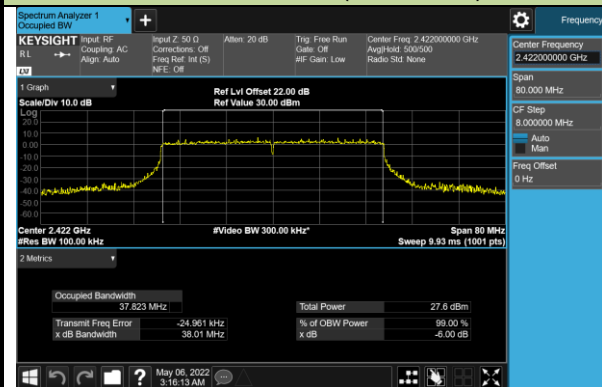 Spectrum Analyzer 1
Occupied BW
Frequency
KEYSIGHT
Input: RF
Coupling: AC
Align: Auto
Input Z: 50 Ω
Corrections: Off
Freq Ref: Int (S)
NFE: Off
Atten: 20 dB
Trig: Free Run
Gate: Off
#IF Gain: Low
Center Freq: 2.422000000 GHz
Avg|Hold: 500/500
Radio Std: None
RL
LXI
Center Frequency
2.422000000 GHz
Span
80.000 MHz
CF Step
8.000000 MHz
Auto
Man
Freq Offset
0 Hz
1 Graph
Scale/Div 10.0 dB
Ref Lvl Offset 22.00 dB
Ref Value 30.00 dBm
Log
20.0
10.0
0.00
-10.0
-20.0
-30.0
-40.0
-50.0
-60.0
Center 2.422 GHz
#Res BW 100.00 kHz
#Video BW 300.00 kHz*
Span 80 MHz
Sweep 9.93 ms (1001 pts)
2 Metrics
Occupied Bandwidth
37.823 MHz
Total Power 27.6 dBm
Transmit Freq Error -24.961 kHz
% of OBW Power 99.00 %
x dB Bandwidth 38.01 MHz
x dB -6.00 dB
May 06, 2022
3:16:13 AM